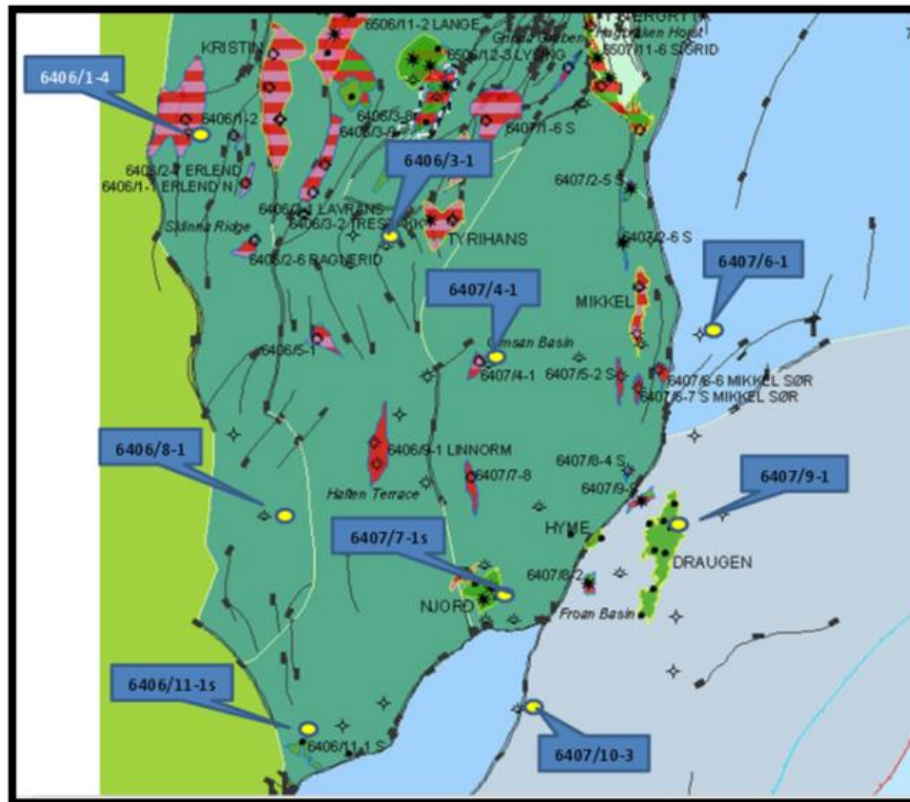 6506/11-2 LANGE
KRISTIN
6506/12-3 LYSING
6507/11-6 SIGRID
6406/1-4
6406/1-2
6406/3-8
6407/1-6 S
6406/3-1
6406/1-1 ERLEND N
6407/2-5 S
Sklinna Ridge
TYRIHANS
6407/2-6 S
6406/2-6 RAGNERID
6407/4-1
6407/6-1
MIKKEL
Gimsan Basin
6406/5-1
6407/4-1
6407/5-2 S
6407/6-6 MIKKEL SØR
6407/6-7 S MIKKEL SØR
6406/8-1
6406/9-1 LINNORM
6407/8-4 S
Halten Terrace
6407/7-8
6407/9-1
6407/7-1s
HYME
DRAUGEN
6407/8-2
NJORD
Froan Basin
6406/11-1s
6406/11-1 S
6407/10-3